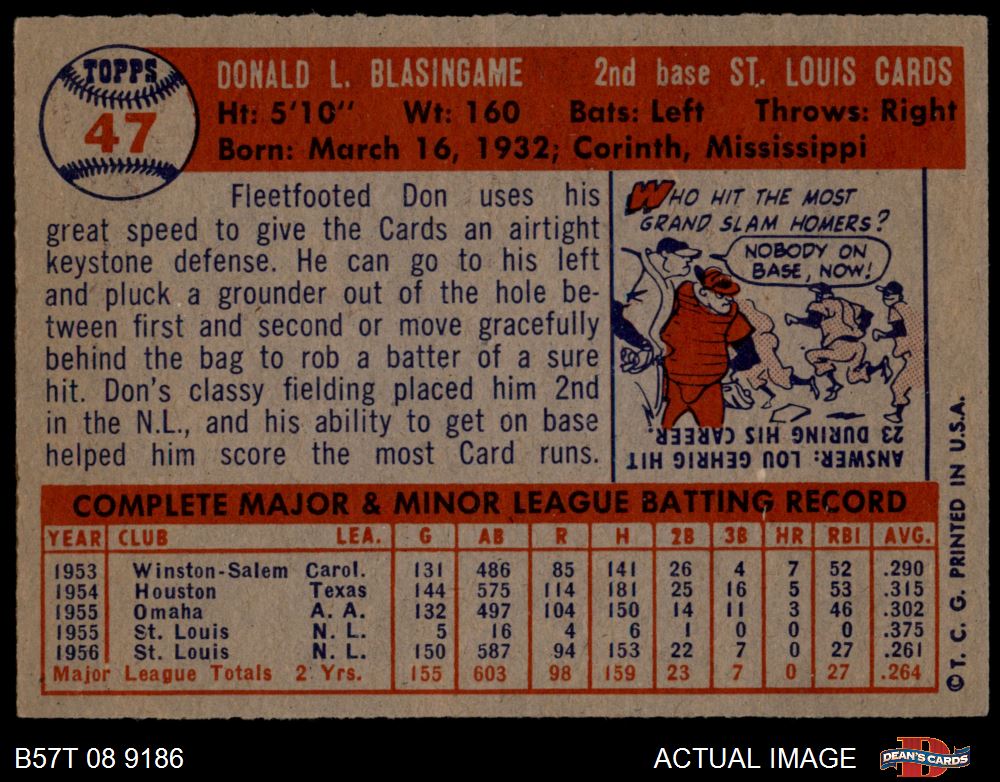 TOPPS
47
DONALD L. BLASINGAME 2nd base ST. LOUIS CARDS
Ht: 5'10" Wt: 160 Bats: Left Throws: Right
Born: March 16, 1932; Corinth, Mississippi
Fleetfooted Don uses his
great speed to give the Cards an airtight
keystone defense. He can go to his left
and pluck a grounder out of the hole be-
tween first and second or move gracefully
behind the bag to rob a batter of a sure
hit. Don's classy fielding placed him 2nd
in the N.L., and his ability to get on base
helped him score the most Card runs.
WHO HIT THE MOST
GRAND SLAM HOMERS?
NOBODY ON
BASE, NOW!
ANSWER: LOU GEHRIG HIT
23 DURING HIS CAREER.
COMPLETE MAJOR & MINOR LEAGUE BATTING RECORD
YEAR CLUB LEA. G AB R H 2B 3B HR RBI AVG.
1953 Winston-Salem Carol. 131 486 85 141 26 4 7 52 .290
1954 Houston Texas 144 575 114 181 25 16 5 53 .315
1955 Omaha A. A. 132 497 104 150 14 11 3 46 .302
1955 St. Louis N. L. 5 16 4 6 1 0 0 0 .375
1956 St. Louis N. L. 150 587 94 153 22 7 0 27 .261
Major League Totals 2 Yrs. 155 603 98 159 23 7 0 27 .264
© T. C. G. PRINTED IN U.S.A.
B57T 08 9186 ACTUAL IMAGE
DEAN'S CARDS